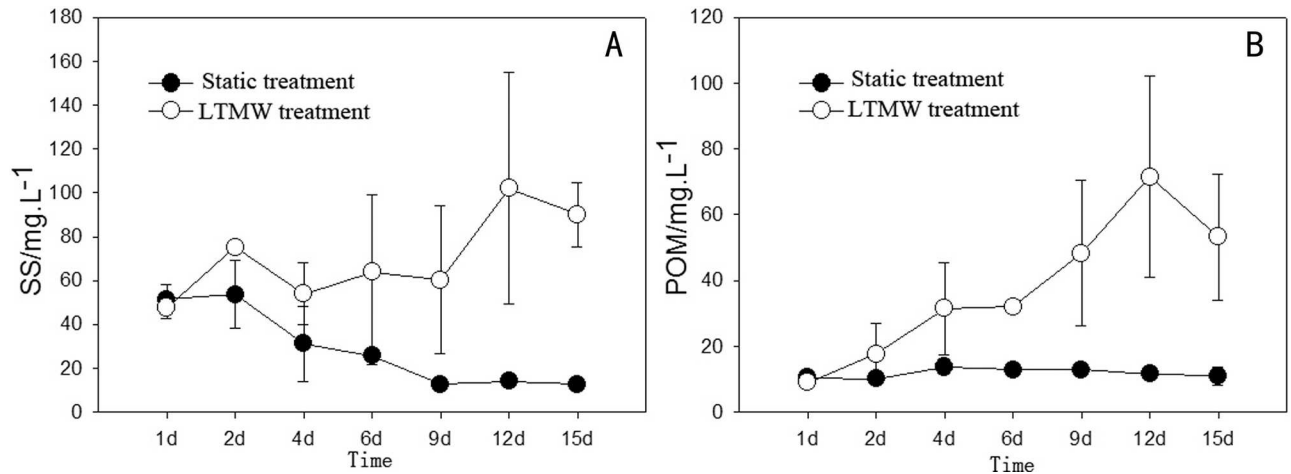 A
SS/mg.L-1
180
160
140
120
100
80
60
40
20
0
Static treatment
LTMW treatment
1d 2d 4d 6d 9d 12d 15d
Time
B
POM/mg.L-1
120
100
80
60
40
20
0
Static treatment
LTMW treatment
1d 2d 4d 6d 9d 12d 15d
Time